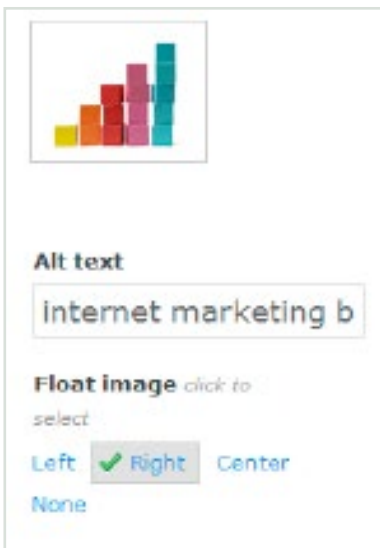 Alt text
internet marketing b
Float image click to
select
Left Right Center
None